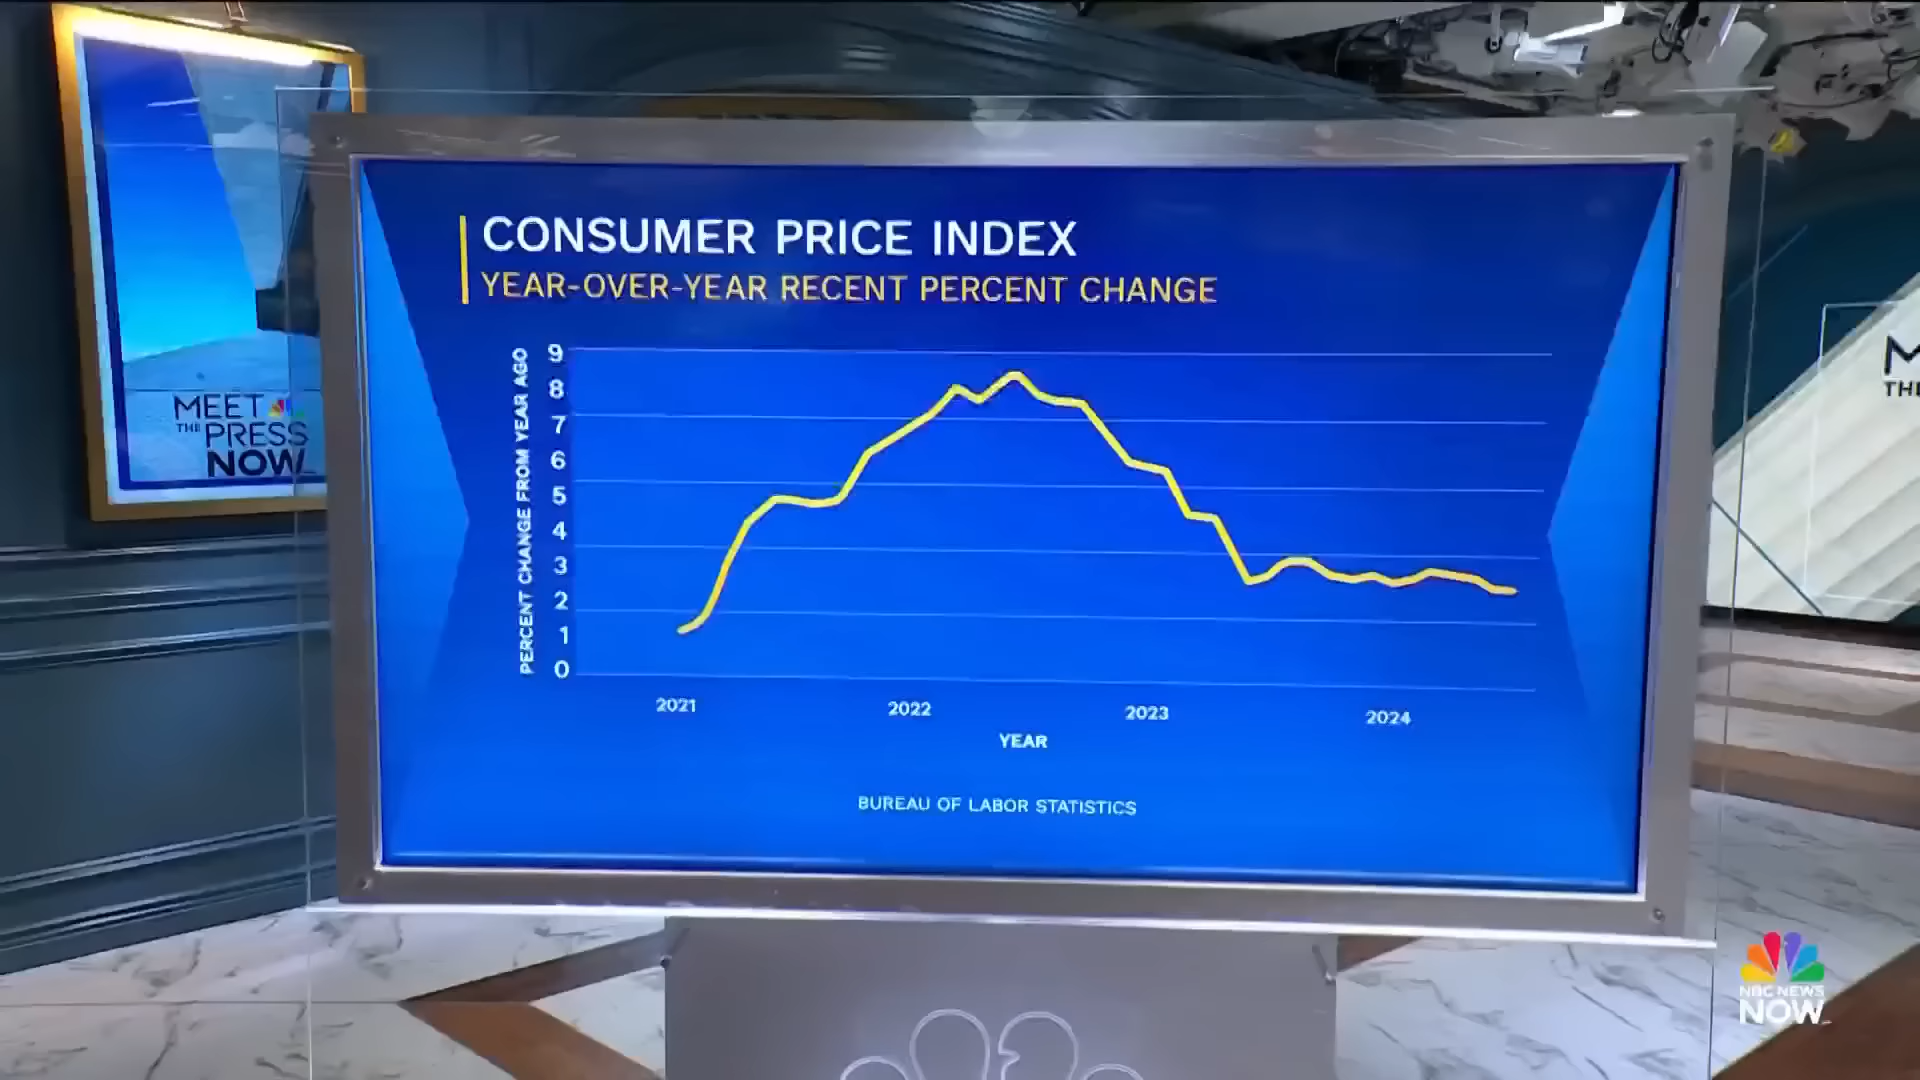 CONSUMER PRICE INDEX
YEAR-OVER-YEAR RECENT PERCENT CHANGE
PERCENT CHANGE FROM YEAR AGO
9
8
7
6
5
4
3
2
1
0
2021
2022
2023
2024
YEAR
BUREAU OF LABOR STATISTICS
MEET
THE PRESS
NOW
M
THE
NBC NEWS
NOW